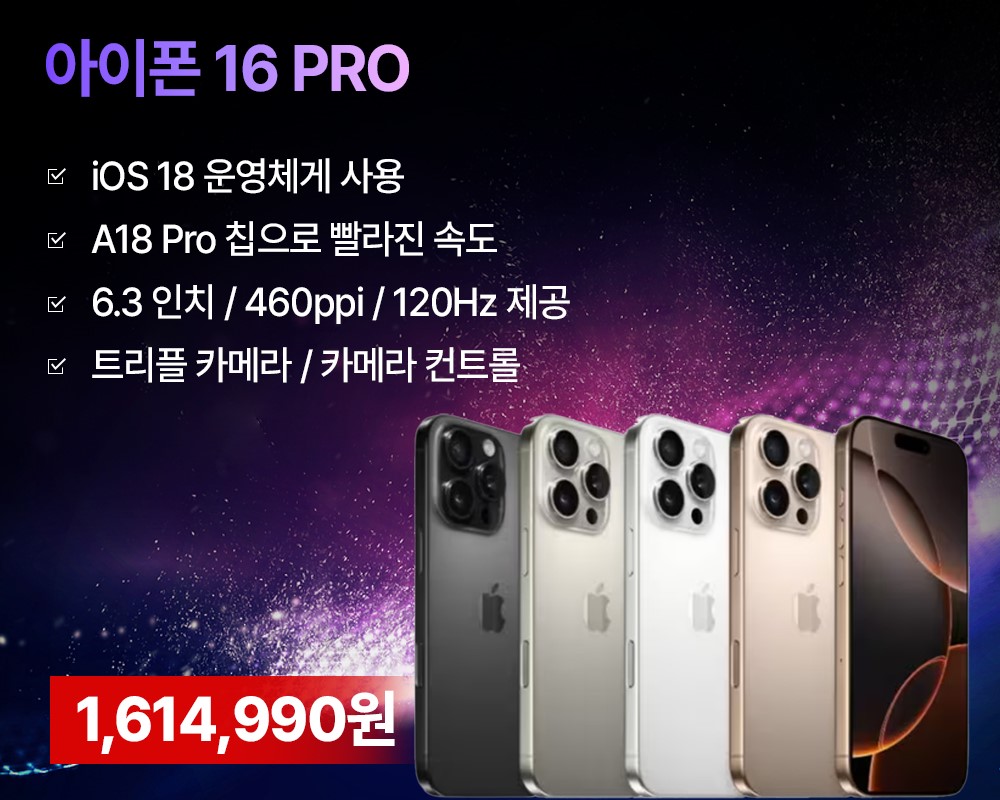 아이폰 16 PRO
iOS 18 운영체게 사용
A18 Pro 칩으로 빨라진 속도
6.3 인치 / 460ppi / 120Hz 제공
트리플 카메라 / 카메라 컨트롤
1,614,990원